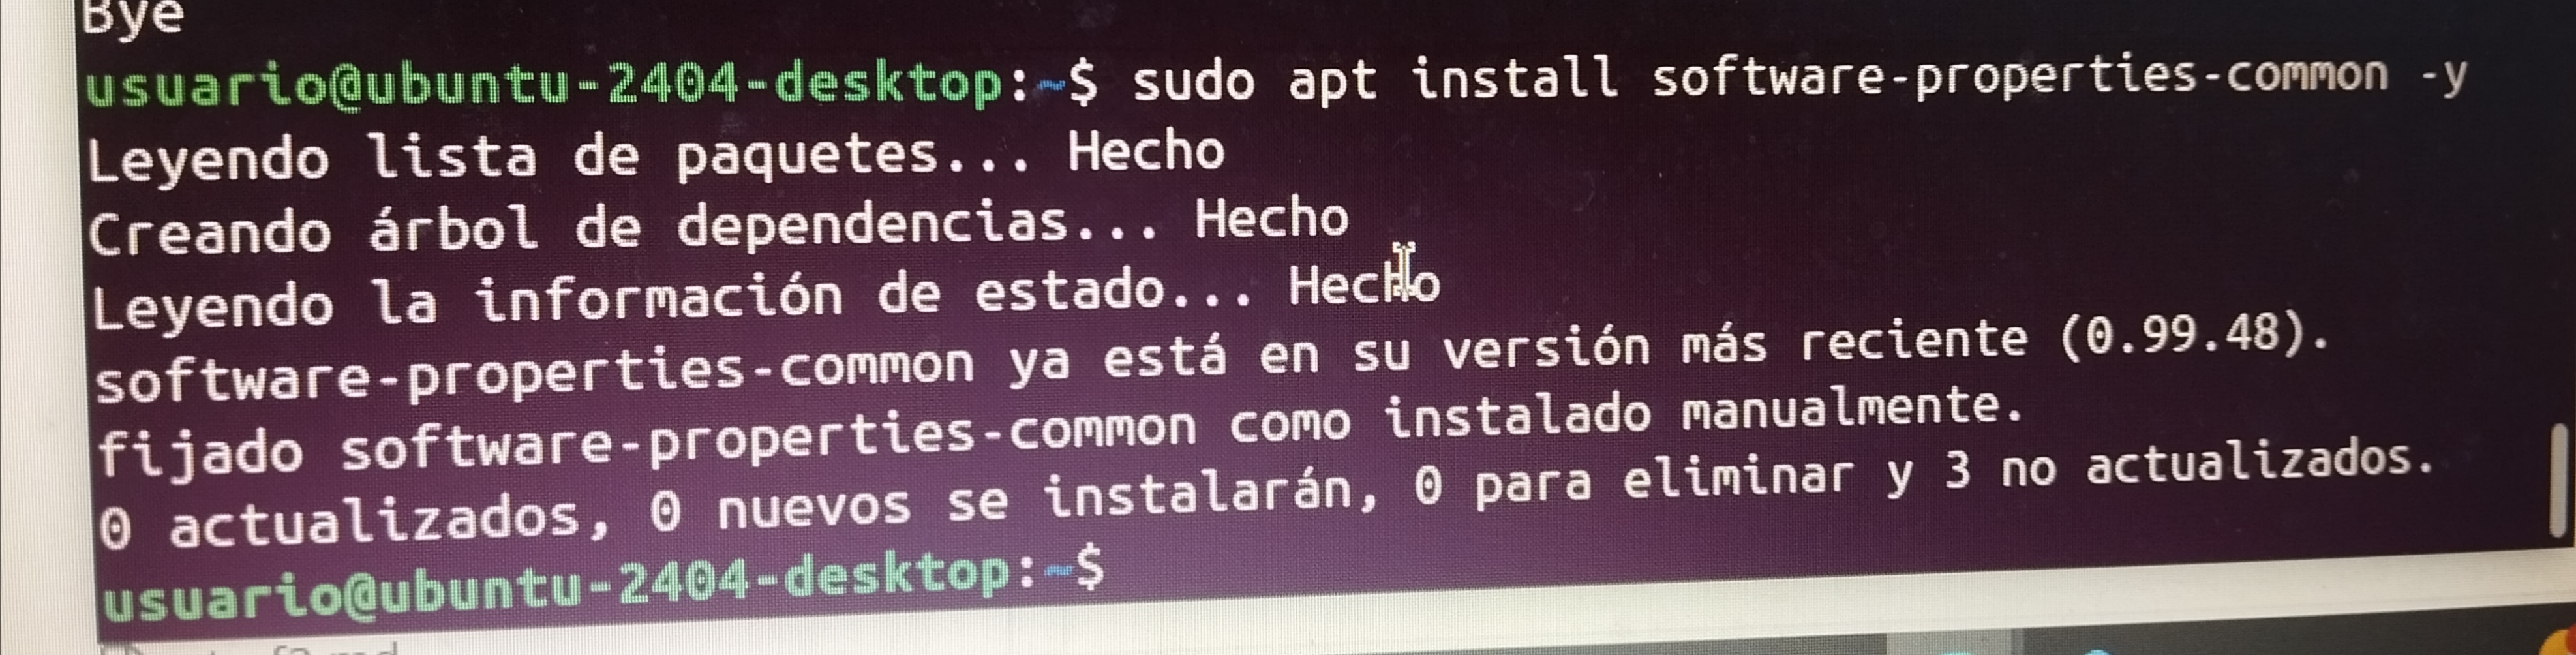 Bye
usuario@ubuntu-2404-desktop:~$ sudo apt install software-properties-common -y
Leyendo lista de paquetes... Hecho
Creando árbol de dependencias... Hecho
Leyendo la información de estado... Hecho
software-properties-common ya está en su versión más reciente (0.99.48).
fijado software-properties-common como instalado manualmente.
0 actualizados, 0 nuevos se instalarán, 0 para eliminar y 3 no actualizados.
usuario@ubuntu-2404-desktop:~$